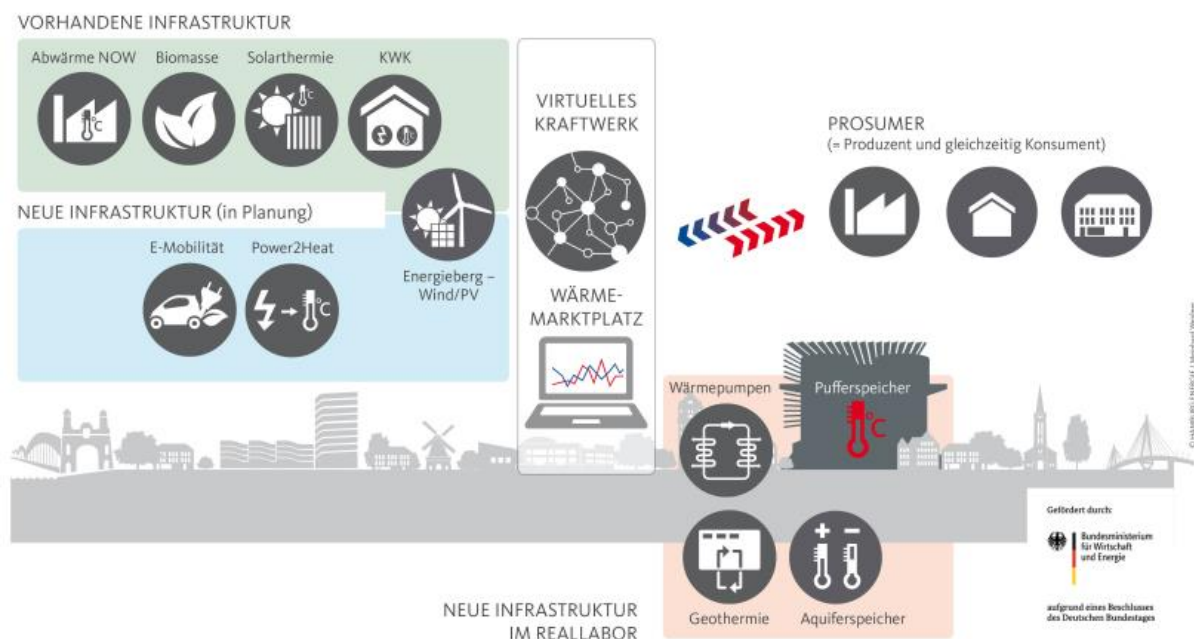 VORHANDENE INFRASTRUKTUR
Abwärme NOW
Biomasse
Solarthermie
KWK
°C
NEUE INFRASTRUKTUR (in Planung)
E-Mobilität
Power2Heat
°C
Energieberg –
Wind/PV
VIRTUELLES
KRAFTWERK
WÄRME-
MARKTPLATZ
PROSUMER
(= Produzent und gleichzeitig Konsument)
Wärmepumpen
Pufferspeicher
°C
Geothermie
Aquiferspeicher
+ –
NEUE INFRASTRUKTUR
IM REALLABOR
Gefördert durch:
Bundesministerium
für Wirtschaft
und Energie
aufgrund eines Beschlusses
des Deutschen Bundestages